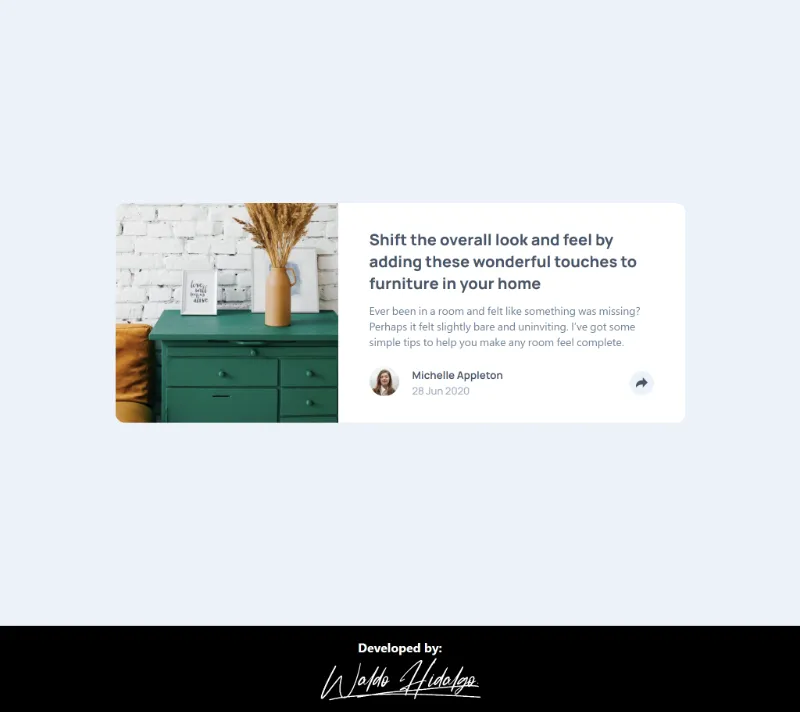 Shift the overall look and feel by
adding these wonderful touches to
furniture in your home
Ever been in a room and felt like something was missing?
Perhaps it felt slightly bare and uninviting. I've got some
simple tips to help you make any room feel complete.
Michelle Appleton
28 Jun 2020
Developed by:
Waldo Hidalgo